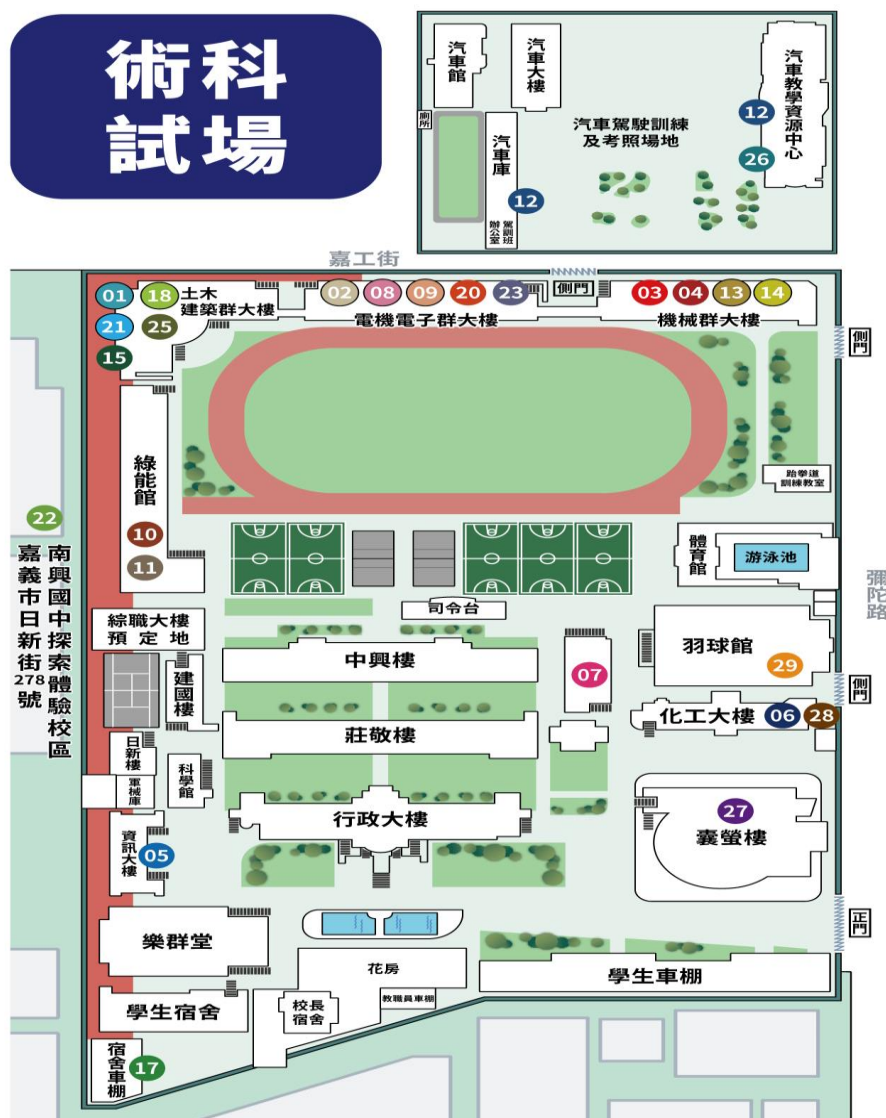 術科
試場
汽車館
汽車大樓
廁所
汽車庫
12
辦公室
駕訓班
汽車駕駛訓練
及考照場地
汽車教學資源中心
12
26
嘉工街
01
18
土木
建築群大樓
21
25
15
02
08
09
20
23
電機電子群大樓
側門
03
04
13
14
機械群大樓
側門
綠能館
10
11
跆拳道
訓練教室
22
南興國中探索體驗校區
嘉義市日新街278號
體育館
游泳池
彌陀路
綜職大樓
預定地
司令台
中興樓
07
羽球館
29
側門
建國樓
莊敬樓
化工大樓
06
28
日新樓
軍械庫
科學館
行政大樓
27
囊螢樓
資訊大樓
05
正門
樂群堂
花房
學生車棚
學生宿舍
校長
宿舍
教職員車棚
宿舍車棚
17